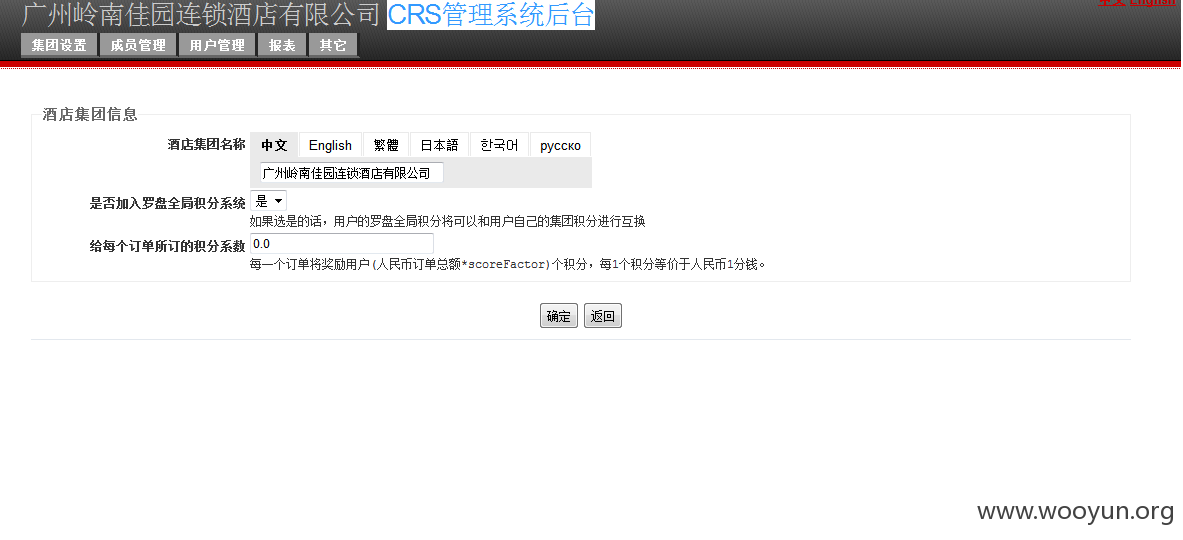 广州岭南佳园连锁酒店有限公司 CRS管理系统后台
中文 English
集团设置 成员管理 用户管理 报表 其它
酒店集团信息
酒店集团名称 中文 English 繁體 日本語 한국어 русско
广州岭南佳园连锁酒店有限公司
是否加入罗盘全局积分系统 是
如果选是的话，用户的罗盘全局积分将可以和用户自己的集团积分进行互换
给每个订单所订的积分系数 0.0
每一个订单将奖励用户(人民币订单总额*scoreFactor)个积分，每1个积分等价于人民币1分钱。
确定 返回
www.wooyun.org